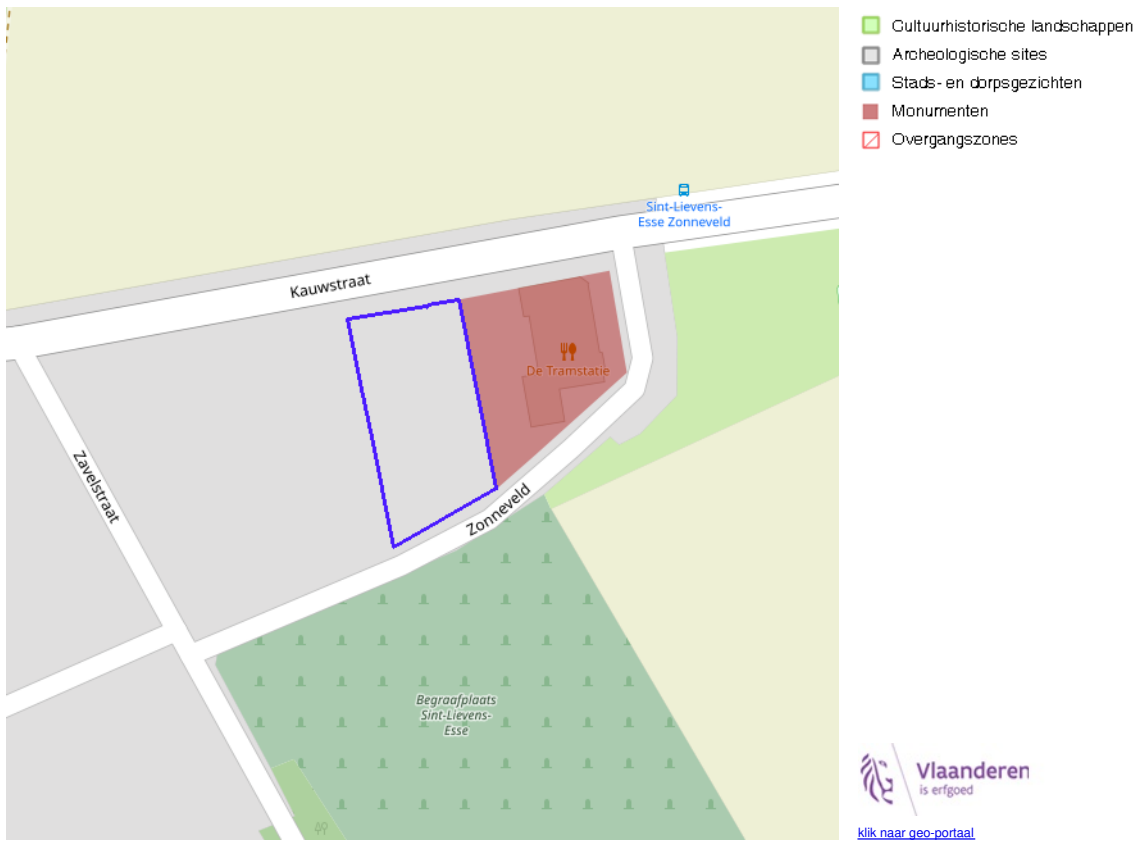 Cultuurhistorische landschappen
Archeologische sites
Stads- en dorpsgezichten
Monumenten
Overgangszones
Sint-Lievens-
Esse Zonneveld
Kauwstraat
De Tramstatie
Zavelstraat
Zonneveld
Begraafplaats
Sint-Lievens-
Esse
Vlaanderen
is erfgoed
klik naar geo-portaal